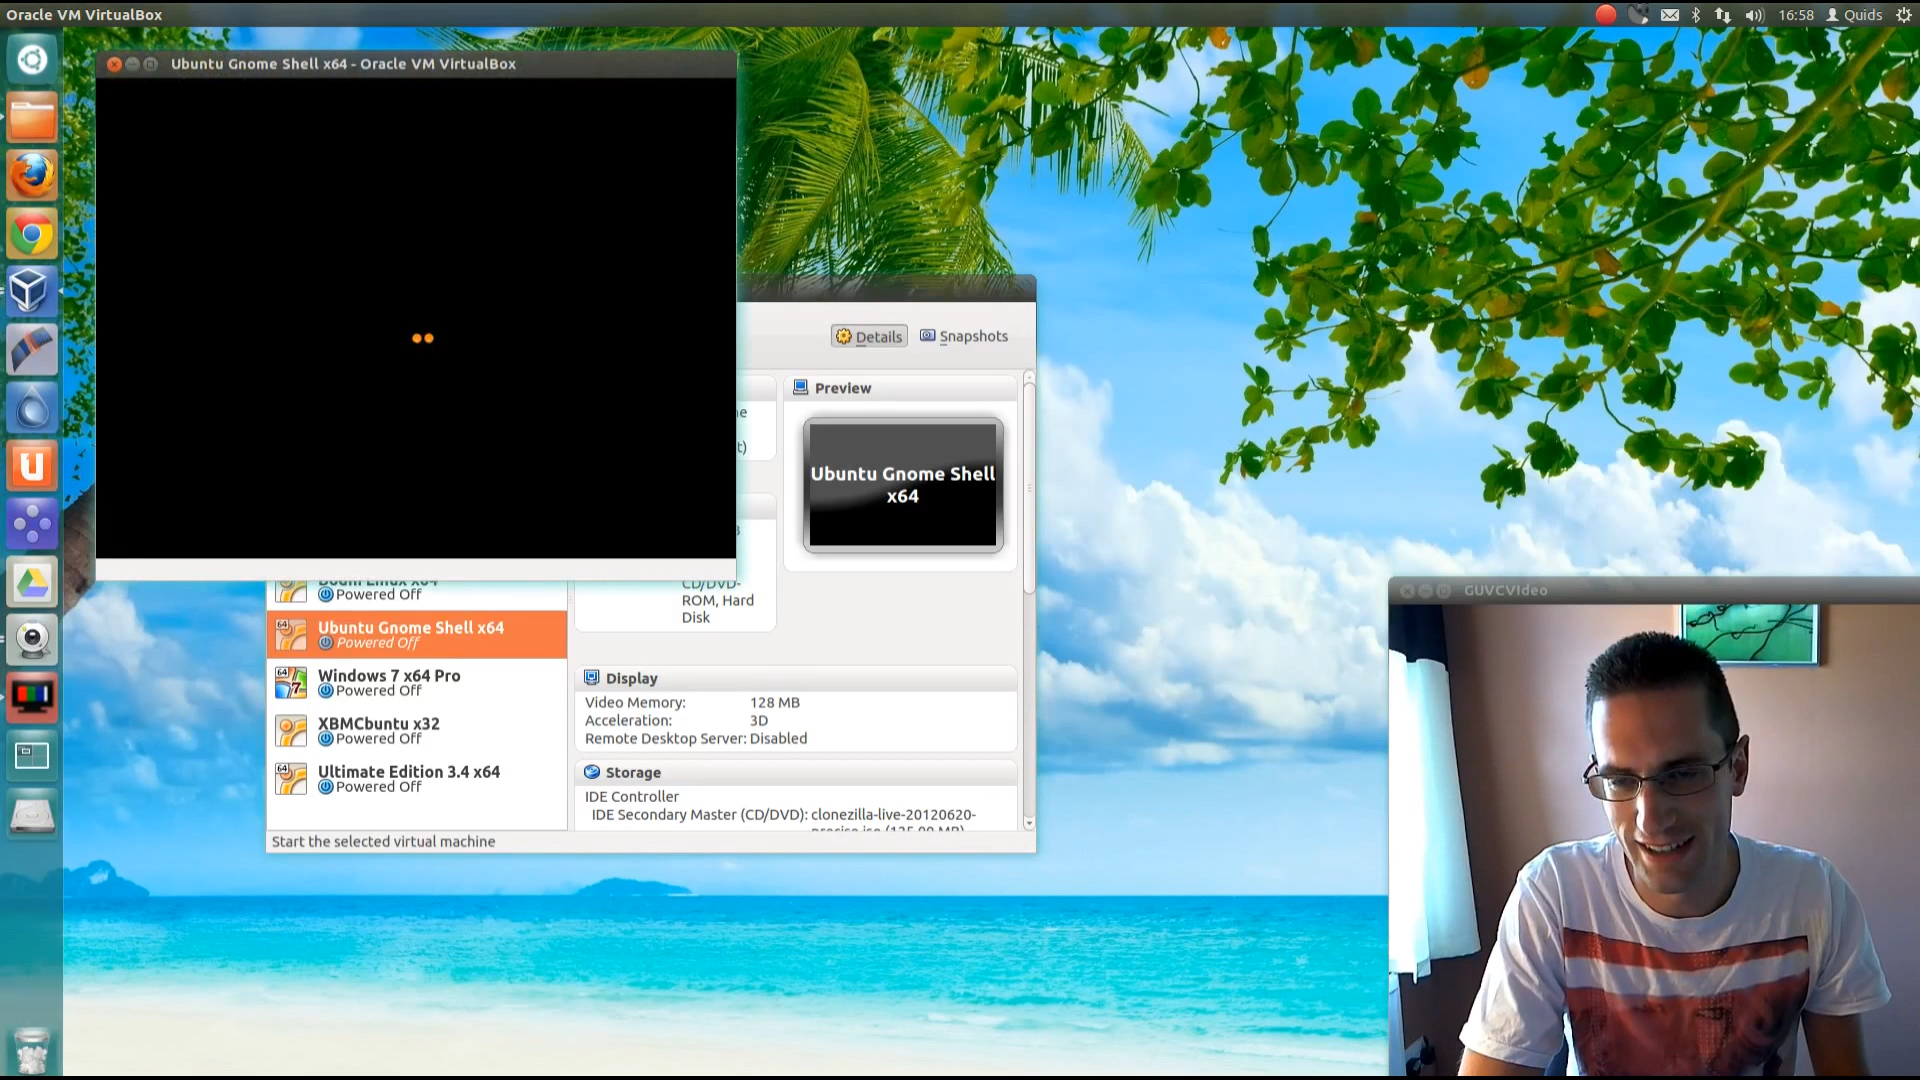 Oracle VM VirtualBox
16:58 Quids
Ubuntu Gnome Shell x64 - Oracle VM VirtualBox
Details Snapshots
Preview
Ubuntu Gnome Shell
x64
CD/DVD-
ROM, Hard
Disk
Powered Off
Ubuntu Gnome Shell x64
Powered Off
Windows 7 x64 Pro
Powered Off
XBMCbuntu x32
Powered Off
Ultimate Edition 3.4 x64
Powered Off
Display
Video Memory: 128 MB
Acceleration: 3D
Remote Desktop Server: Disabled
Storage
IDE Controller
IDE Secondary Master (CD/DVD): clonezilla-live-20120620-
Start the selected virtual machine
GUVCVideo